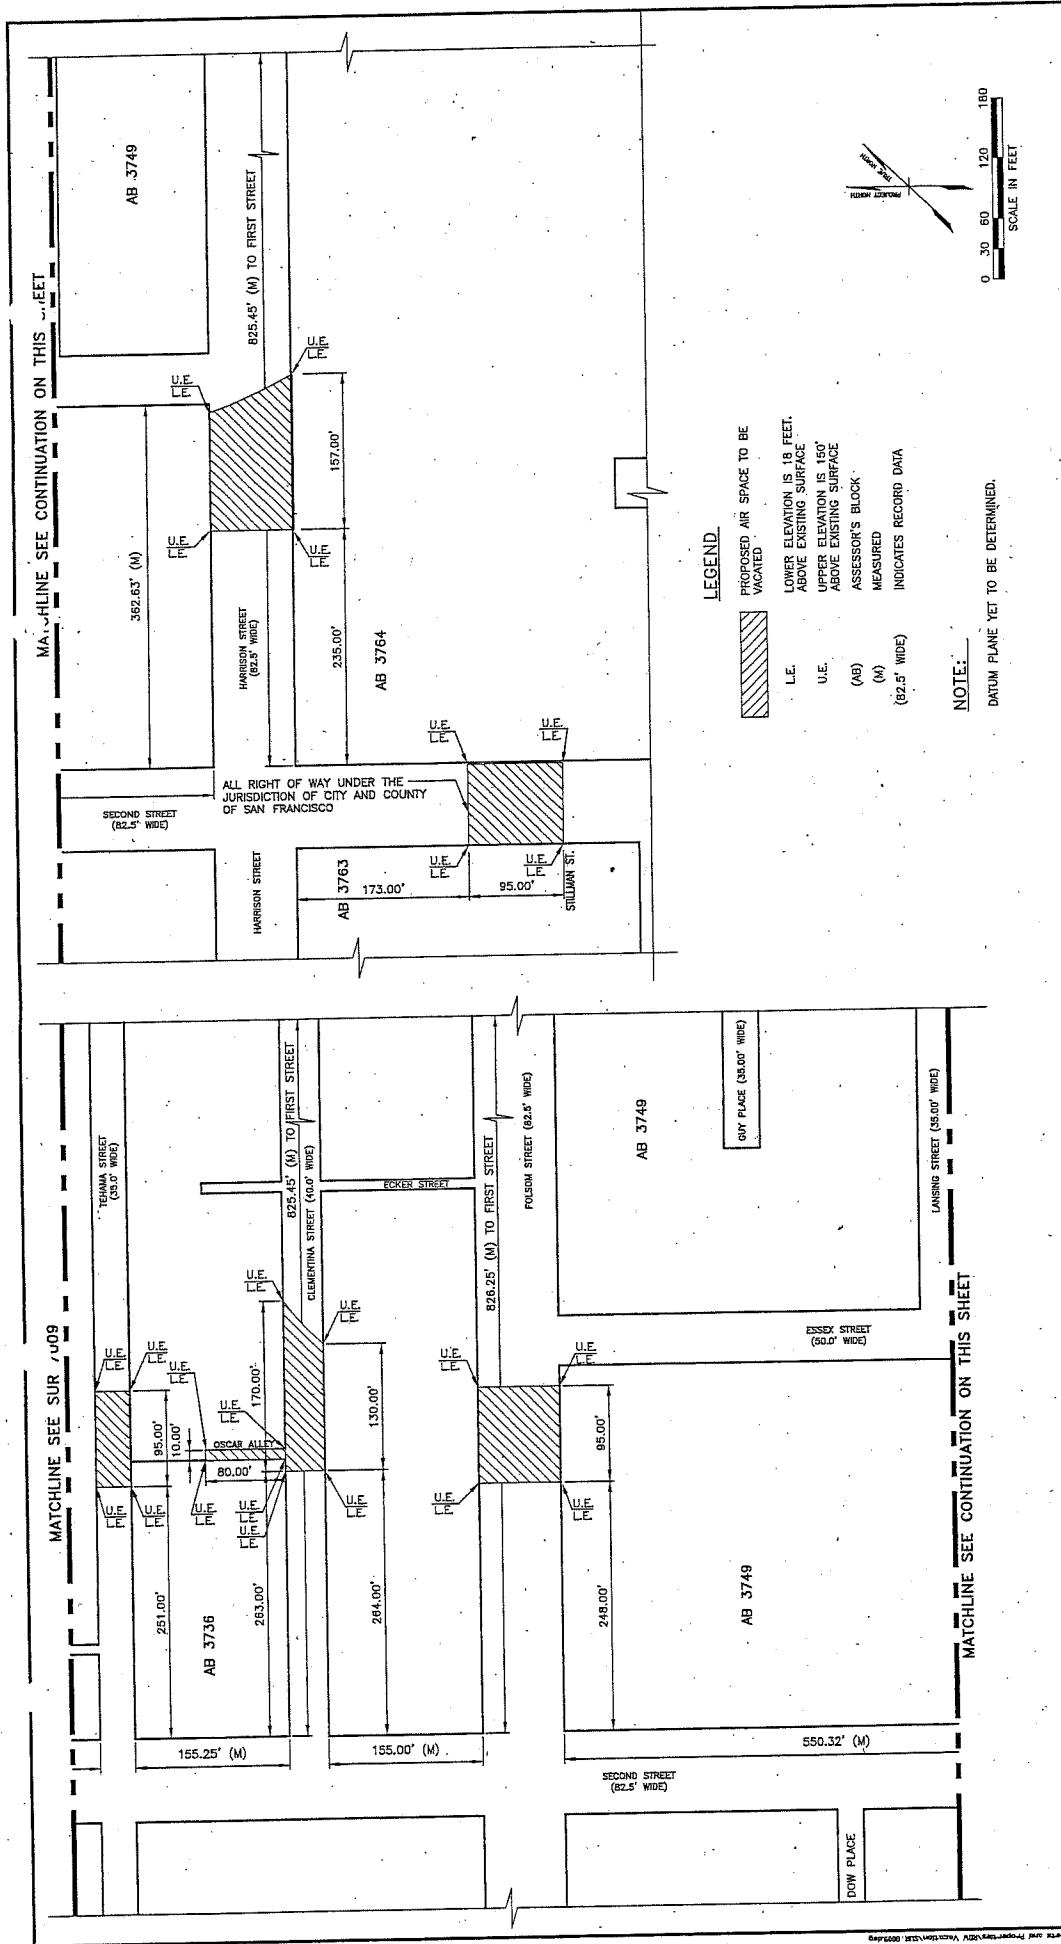 MATCHLINE SEE SUR
TEHAMA STREET
(35.0' WIDE)
U.E.
L.E.
U.E.
L.E.
U.E.
L.E.
U.E.
L.E.
95.00'
10.00'
251.00'
AB 3736
155.25' (M)
U.E.
L.E.
U.E.
L.E.
U.E.
L.E.
OSCAR ALLEY
80.00'
U.E.
L.E.
U.E.
L.E.
U.E.
L.E.
170.00'
263.00'
825.45' (M) TO FIRST STREET
CLEMENTINA STREET (40.0' WIDE)
U.E.
L.E.
U.E.
L.E.
130.00'
264.00'
155.00' (M)
ECKER STREET
826.25' (M) TO FIRST STREET
FOLSOM STREET (82.5' WIDE)
U.E.
L.E.
U.E.
L.E.
U.E.
L.E.
U.E.
L.E.
95.00'
248.00'
AB 3749
GUY PLACE (35.00' WIDE)
LANSING STREET (35.00' WIDE)
ESSEX STREET
(50.0' WIDE)
AB 3749
550.32' (M)
SECOND STREET
(82.5' WIDE)
DOW PLACE
MATCHLINE SEE CONTINUATION ON THIS SHEET
SEE CONTINUATION ON THIS
AB 3749
362.63' (M)
825.45' (M) TO FIRST STREET
U.E.
L.E.
U.E.
L.E.
U.E.
L.E.
U.E.
L.E.
157.00'
235.00'
HARRISON STREET
(82.5' WIDE)
AB 3764
SECOND STREET
(82.5' WIDE)
ALL RIGHT OF WAY UNDER THE
JURISDICTION OF CITY AND COUNTY
OF SAN FRANCISCO
HARRISON STREET
AB 3763
U.E.
L.E.
U.E.
L.E.
U.E.
L.E.
U.E.
L.E.
173.00'
95.00'
STILLMAN ST.
LEGEND
PROPOSED AIR SPACE TO BE
VACATED
L.E. LOWER ELEVATION IS 18 FEET.
ABOVE EXISTING SURFACE
U.E. UPPER ELEVATION IS 150'
ABOVE EXISTING SURFACE
(AB) ASSESSOR'S BLOCK
(M) MEASURED
(82.5' WIDE) INDICATES RECORD DATA
NOTE:
DATUM PLANE YET TO BE DETERMINED.
PROJECT NORTH
TRUE NORTH
0 30 60 120 180
SCALE IN FEET